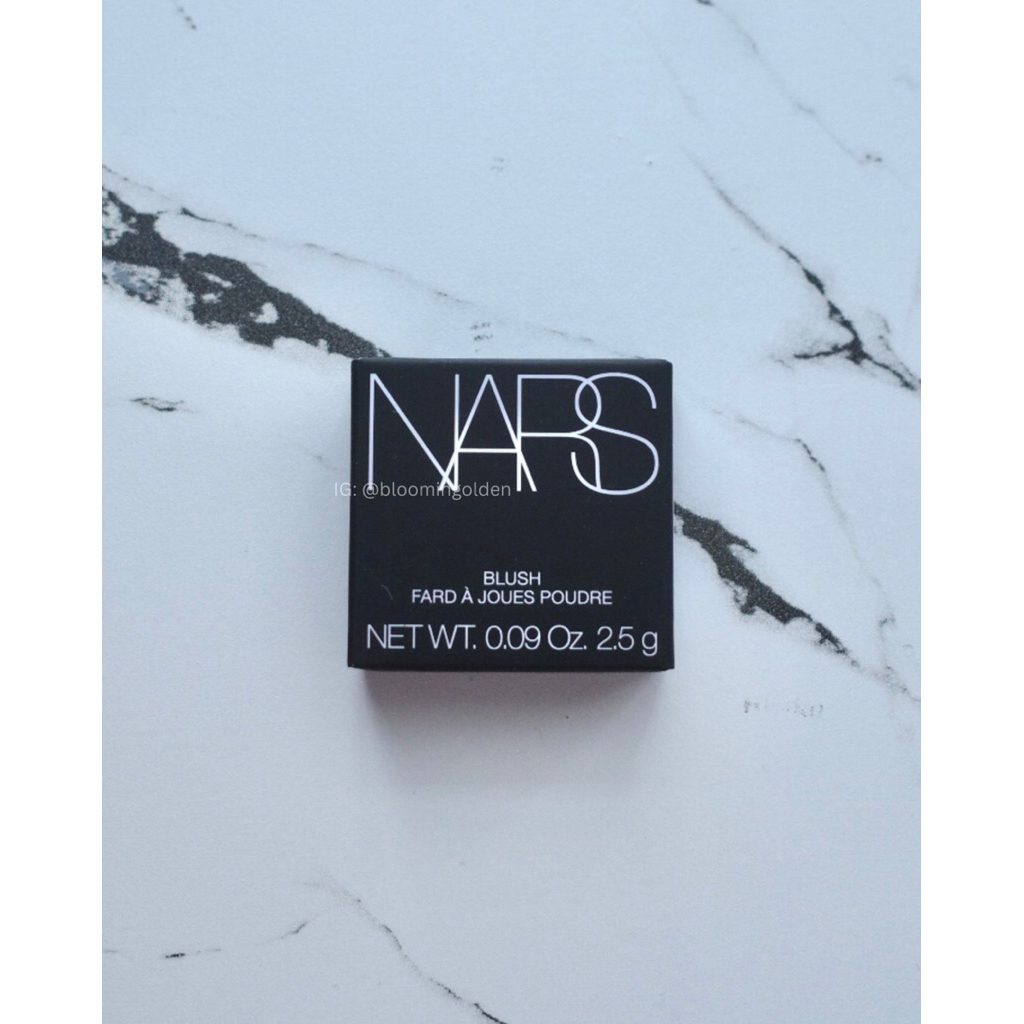 NARS
IG: @bloomingolden
BLUSH
FARD À JOUES POUDRE
NET WT. 0.09 Oz. 2.5 g